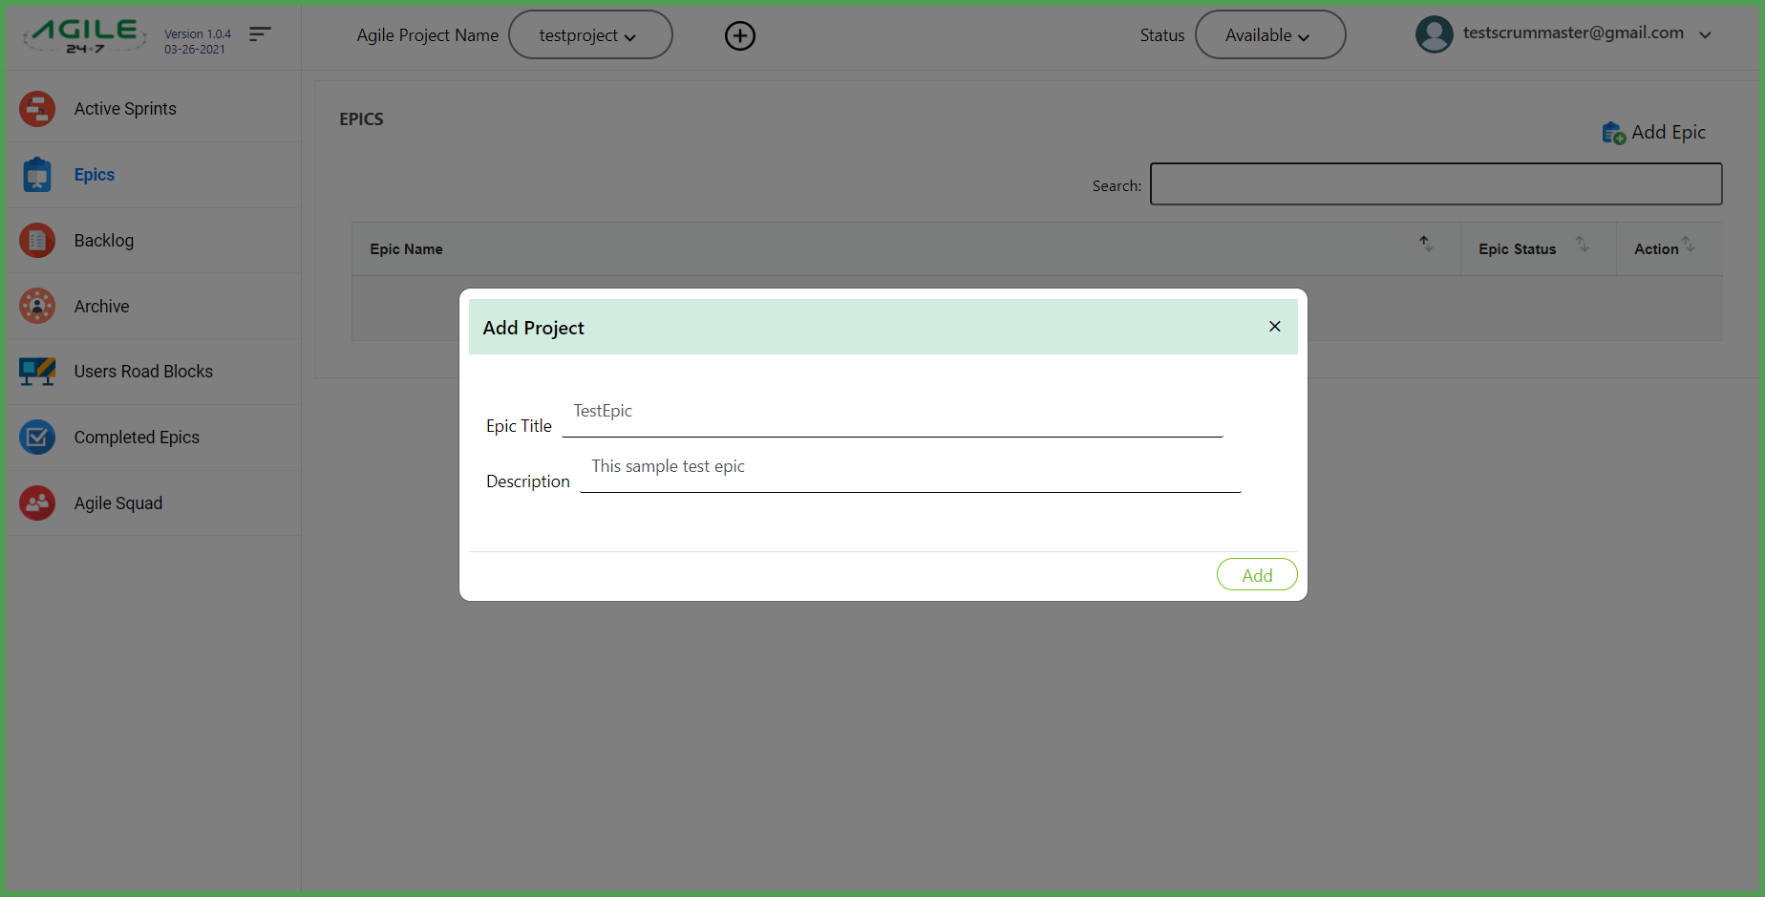 AGILE
24·7
Version 1.0.4
03-26-2021
Agile Project Name
testproject
Status
Available
testscrummaster@gmail.com
Active Sprints
Epics
Backlog
Archive
Users Road Blocks
Completed Epics
Agile Squad
EPICS
Add Epic
Search:
Epic Name
Epic Status
Action
Add Project
×
Epic Title
TestEpic
Description
This sample test epic
Add